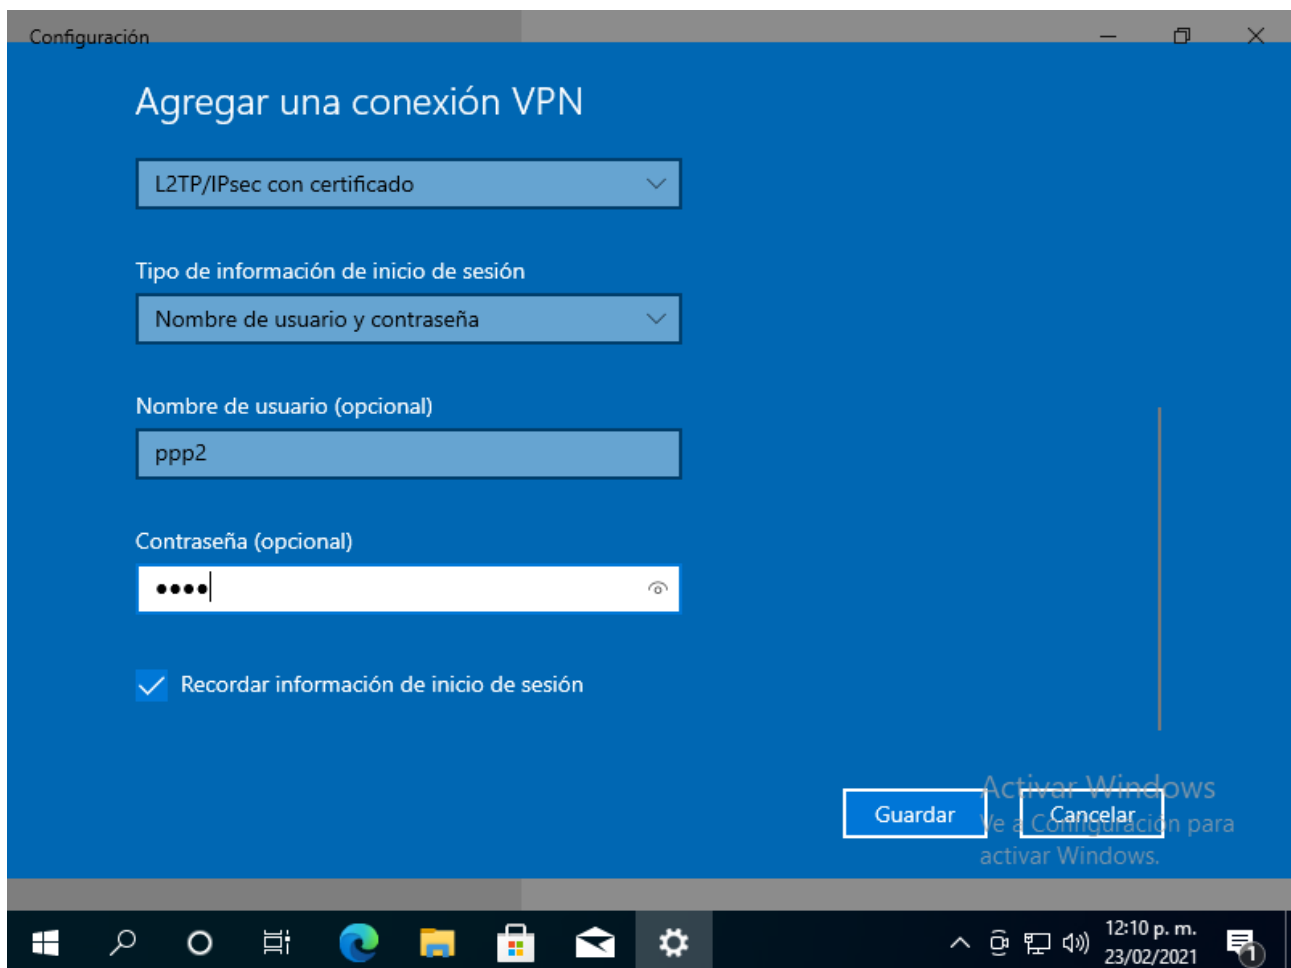 Configuración
Agregar una conexión VPN
L2TP/IPsec con certificado
Tipo de información de inicio de sesión
Nombre de usuario y contraseña
Nombre de usuario (opcional)
ppp2
Contraseña (opcional)
••••
Recordar información de inicio de sesión
Activar Windows
Ve a Configuración para
activar Windows.
Guardar
Cancelar
12:10 p. m.
23/02/2021
1